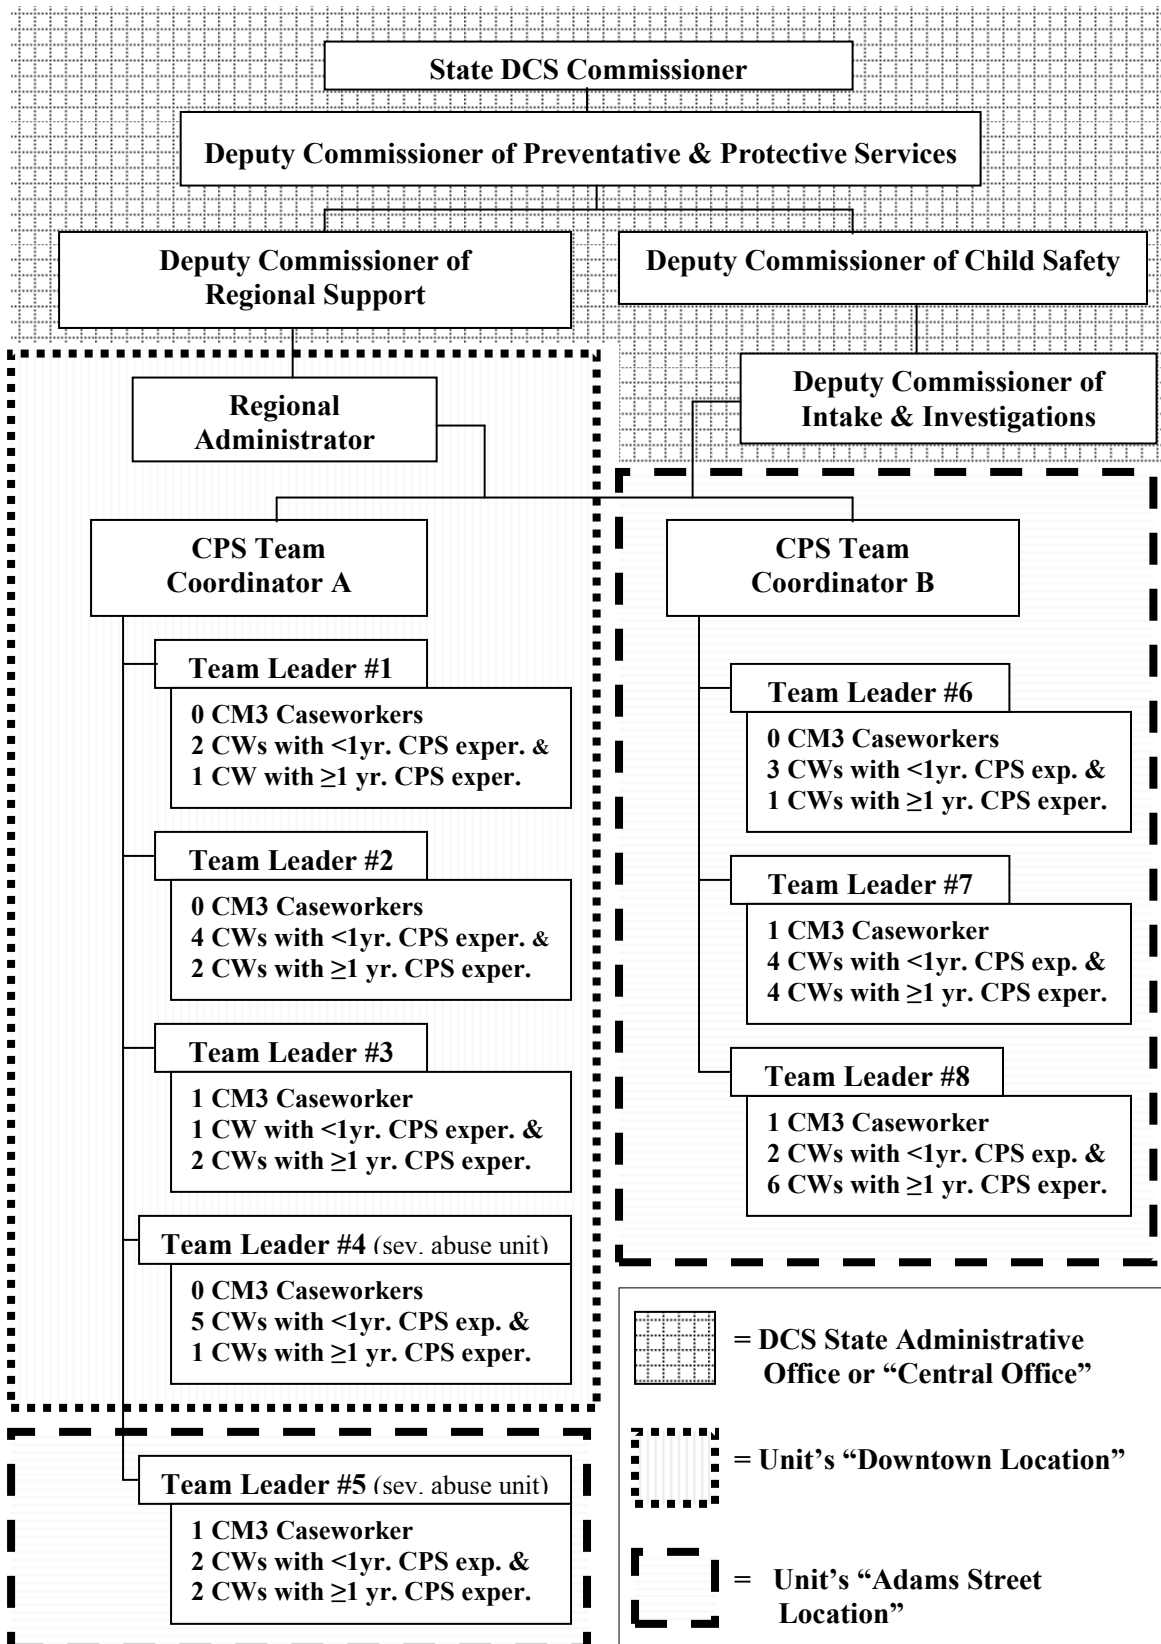 State DCS Commissioner
Deputy Commissioner of Preventative & Protective Services
Deputy Commissioner of
Regional Support
Deputy Commissioner of Child Safety
Regional
Administrator
Deputy Commissioner of
Intake & Investigations
CPS Team
Coordinator A
Team Leader #1
0 CM3 Caseworkers
2 CWs with <1yr. CPS exper. &
1 CW with ≥1 yr. CPS exper.
Team Leader #2
0 CM3 Caseworkers
4 CWs with <1yr. CPS exper. &
2 CWs with ≥1 yr. CPS exper.
Team Leader #3
1 CM3 Caseworker
1 CW with <1yr. CPS exper. &
2 CWs with ≥1 yr. CPS exper.
Team Leader #4 (sev. abuse unit)
0 CM3 Caseworkers
5 CWs with <1yr. CPS exp. &
1 CWs with ≥1 yr. CPS exper.
Team Leader #5 (sev. abuse unit)
1 CM3 Caseworker
2 CWs with <1yr. CPS exp. &
2 CWs with ≥1 yr. CPS exper.
CPS Team
Coordinator B
Team Leader #6
0 CM3 Caseworkers
3 CWs with <1yr. CPS exp. &
1 CWs with ≥1 yr. CPS exper.
Team Leader #7
1 CM3 Caseworker
4 CWs with <1yr. CPS exp. &
4 CWs with ≥1 yr. CPS exper.
Team Leader #8
1 CM3 Caseworker
2 CWs with <1yr. CPS exp. &
6 CWs with ≥1 yr. CPS exper.
= DCS State Administrative
Office or “Central Office”
= Unit’s “Downtown Location”
= Unit’s “Adams Street
Location”